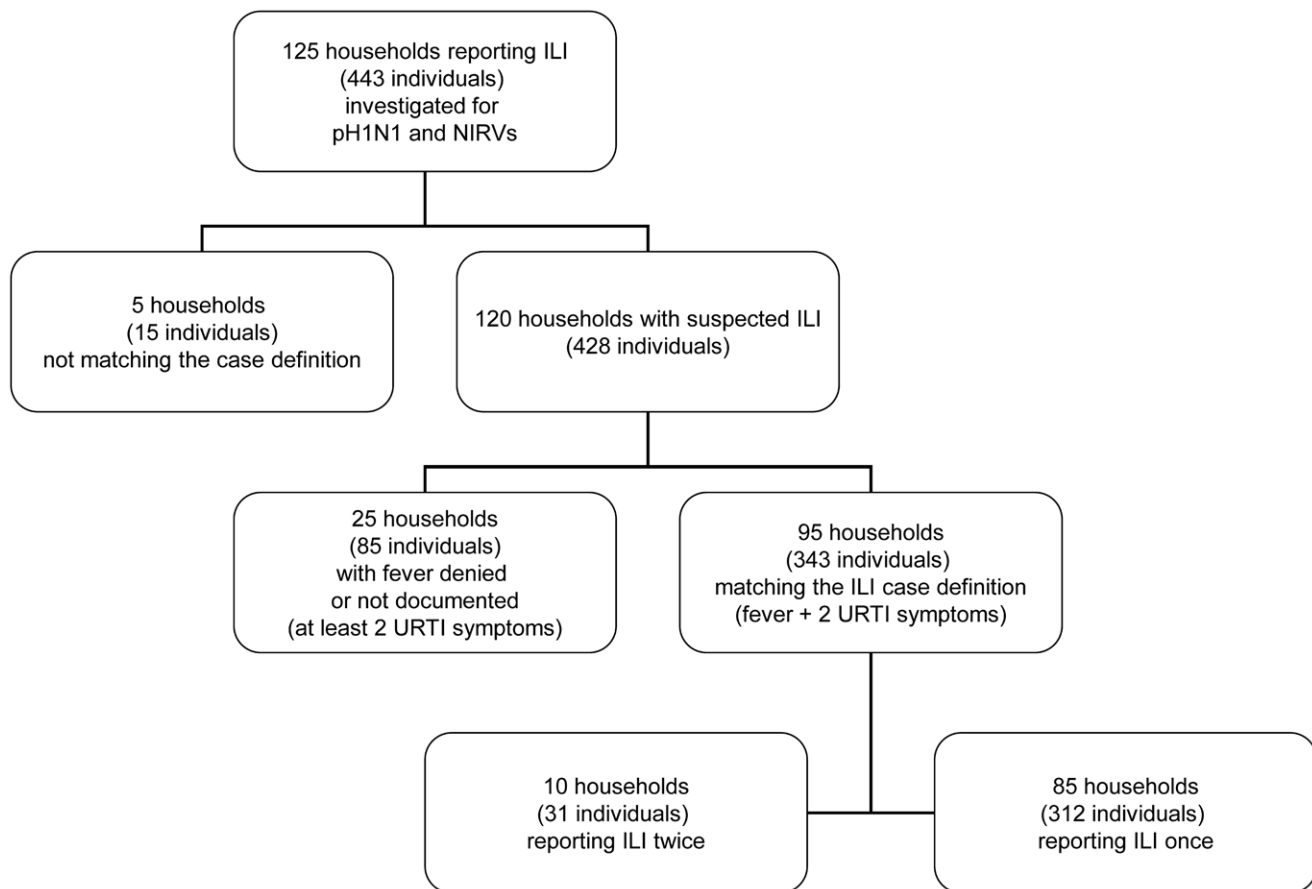 125 households reporting ILI
(443 individuals)
investigated for
pH1N1 and NIRVs
5 households
(15 individuals)
not matching the case definition
120 households with suspected ILI
(428 individuals)
25 households
(85 individuals)
with fever denied
or not documented
(at least 2 URTI symptoms)
95 households
(343 individuals)
matching the ILI case definition
(fever + 2 URTI symptoms)
10 households
(31 individuals)
reporting ILI twice
85 households
(312 individuals)
reporting ILI once